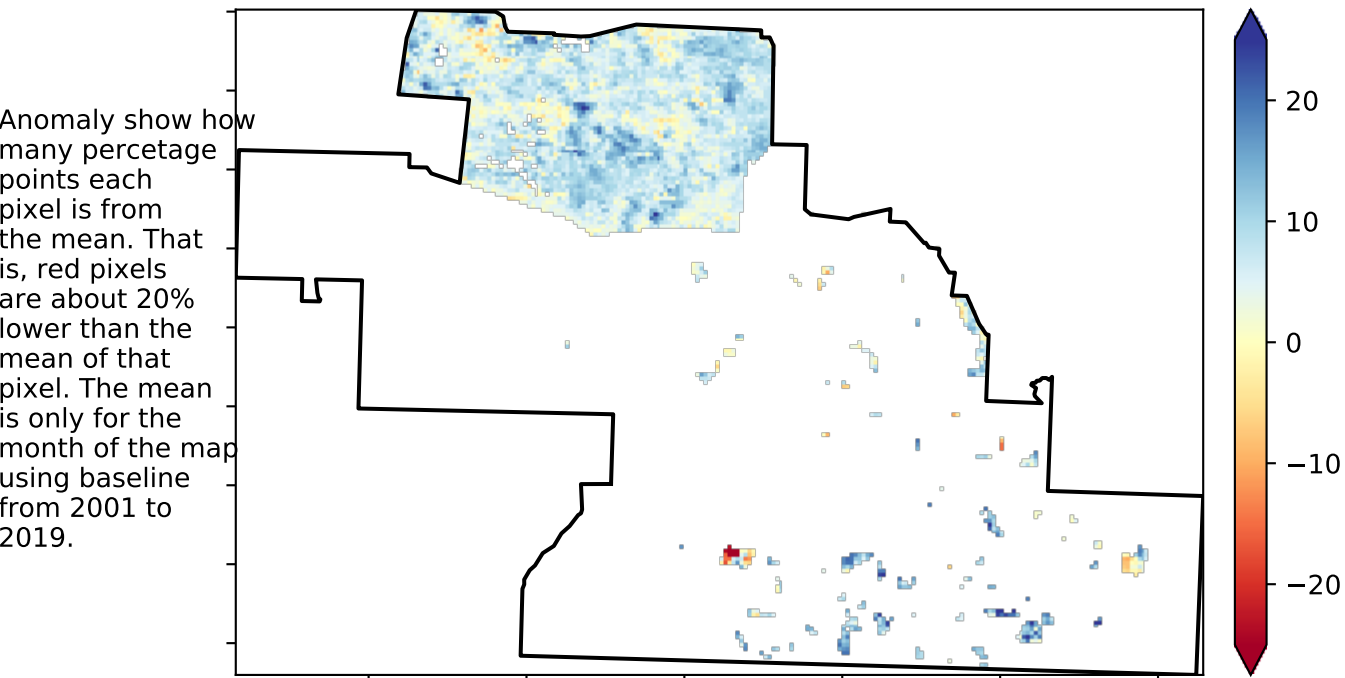 Anomaly show how
many percetage
points each
pixel is from
the mean. That
is, red pixels
are about 20%
lower than the
mean of that
pixel. The mean
is only for the
month of the map
using baseline
from 2001 to
2019.
20
10
0
−10
−20